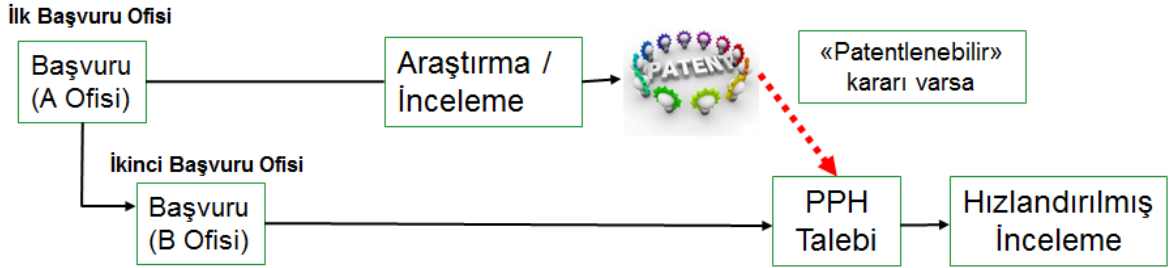 İlk Başvuru Ofisi
Başvuru
(A Ofisi)
Araştırma /
İnceleme
PATENT
«Patentlenebilir»
kararı varsa
İkinci Başvuru Ofisi
Başvuru
(B Ofisi)
PPH
Talebi
Hızlandırılmış
İnceleme